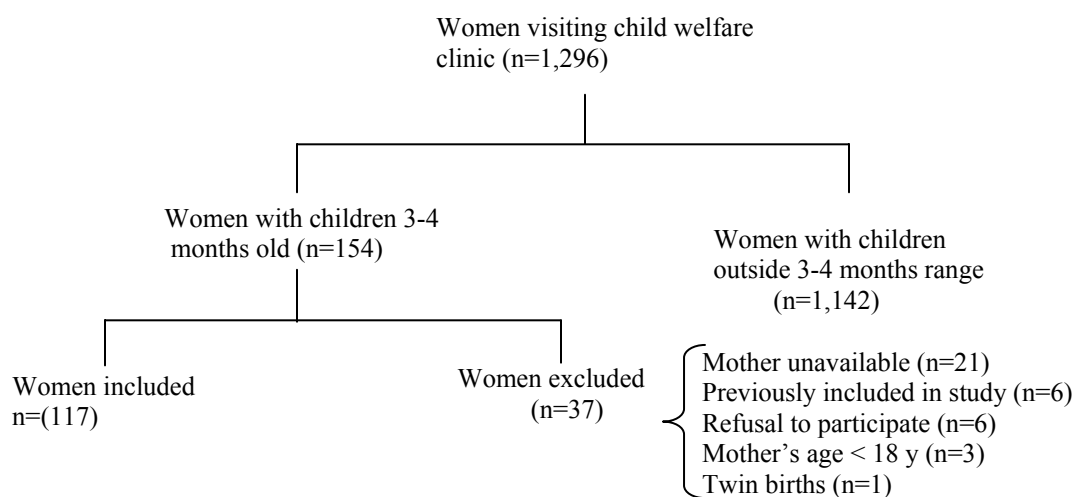 Women visiting child welfare
clinic (n=1,296)
Women with children 3-4
months old (n=154)
Women with children
outside 3-4 months range
(n=1,142)
Women included
n=(117)
Women excluded
(n=37)
Mother unavailable (n=21)
Previously included in study (n=6)
Refusal to participate (n=6)
Mother’s age < 18 y (n=3)
Twin births (n=1)